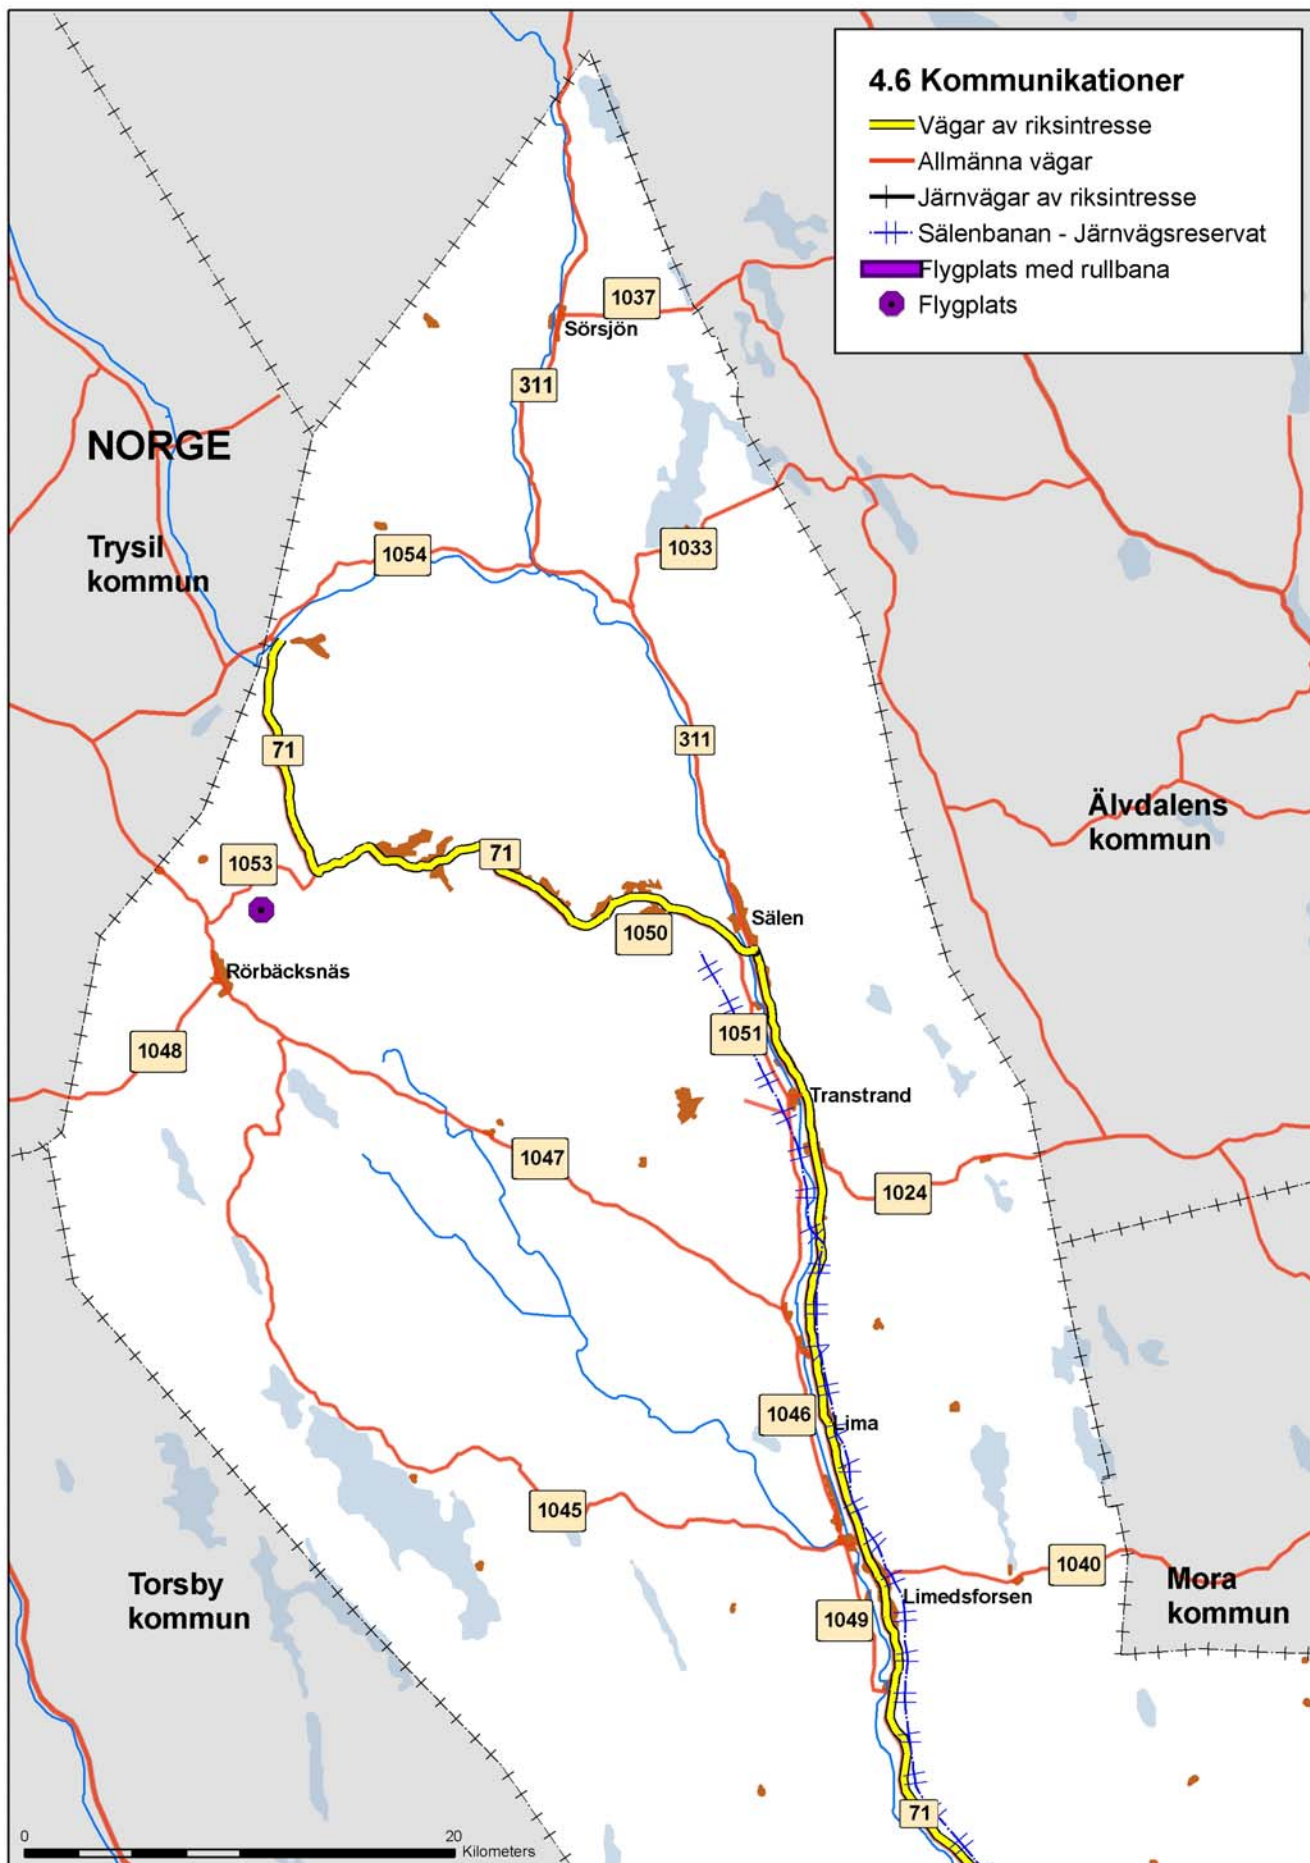 4.6 Kommunikationer
Vägar av riksintresse
Allmänna vägar
Järnvägar av riksintresse
Sälenbanan - Järnvägsreservat
Flygplats med rullbana
Flygplats
1037
Sörsjön
311
NORGE
Trysil
kommun
1054
1033
71
311
Älvdalens
kommun
1053
71
Sälen
1050
Rörbäcksnäs
1051
1048
Transtrand
1047
1024
1046
Lima
1045
1040
Torsby
kommun
Mora
kommun
Limedsforsen
1049
71
0
20
Kilometers